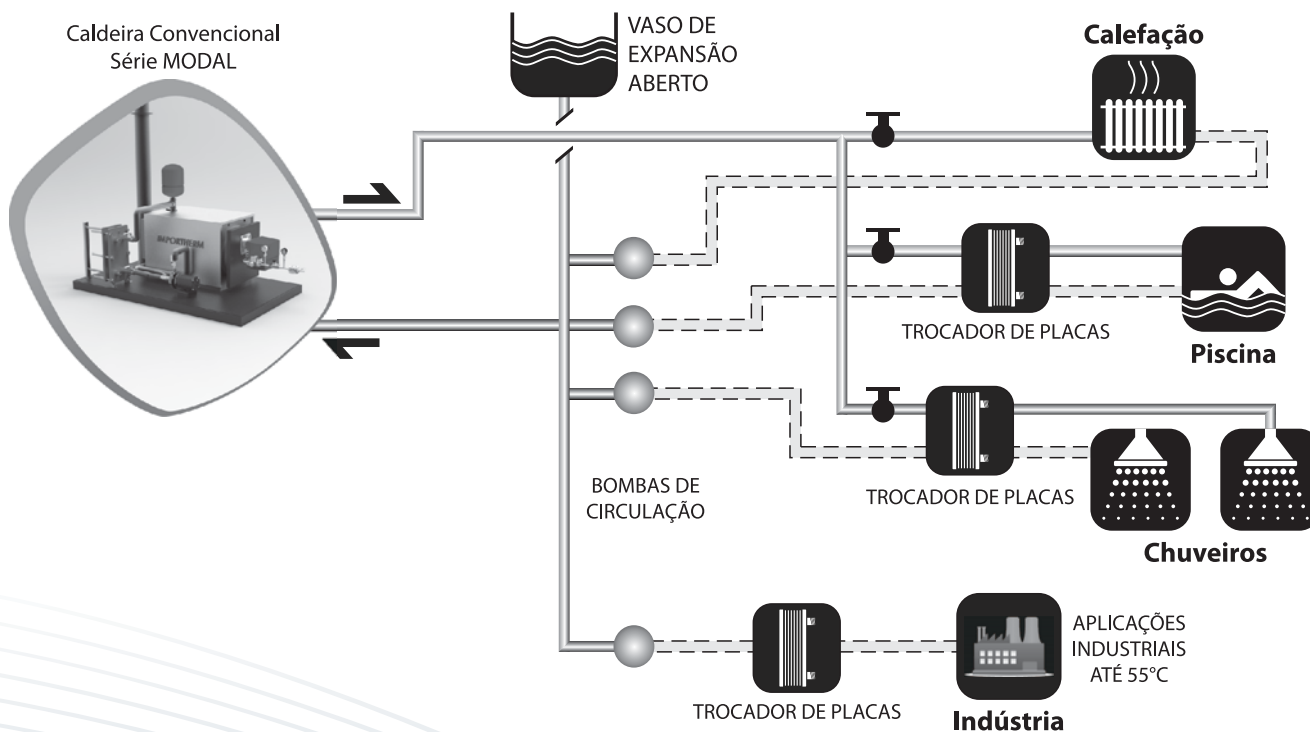 Caldeira Convencional
Série MODAL
VASO DE
EXPANSÃO
ABERTO
Calefação
IMPORTHERM
TROCADOR DE PLACAS
Piscina
TROCADOR DE PLACAS
BOMBAS DE
CIRCULAÇÃO
Chuveiros
APLICAÇÕES
INDUSTRIAIS
ATÉ 55°C
TROCADOR DE PLACAS
Indústria